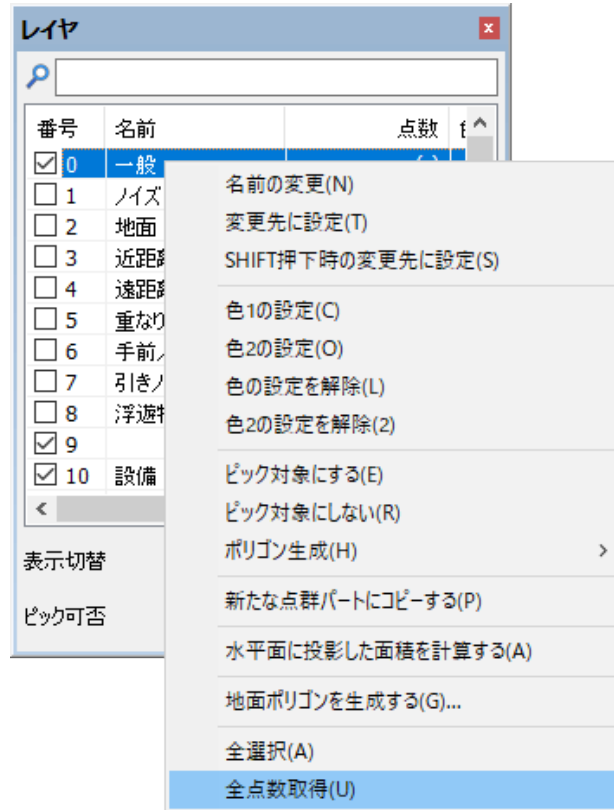 レイヤ
番号 名前 点数
0 一般
1 ノイズ
2 地面
3 近距離
4 遠距離
5 重なり
6 手前ノ
7 引きノ
8 浮遊
9
10 設備
表示切替
ピック可否
名前の変更(N)
変更先に設定(T)
SHIFT押下時の変更先に設定(S)
色1の設定(C)
色2の設定(O)
色の設定を解除(L)
色2の設定を解除(2)
ピック対象にする(E)
ピック対象にしない(R)
ポリゴン生成(H)
新たな点群パートにコピーする(P)
水平面に投影した面積を計算する(A)
地面ポリゴンを生成する(G)...
全選択(A)
全点数取得(U)